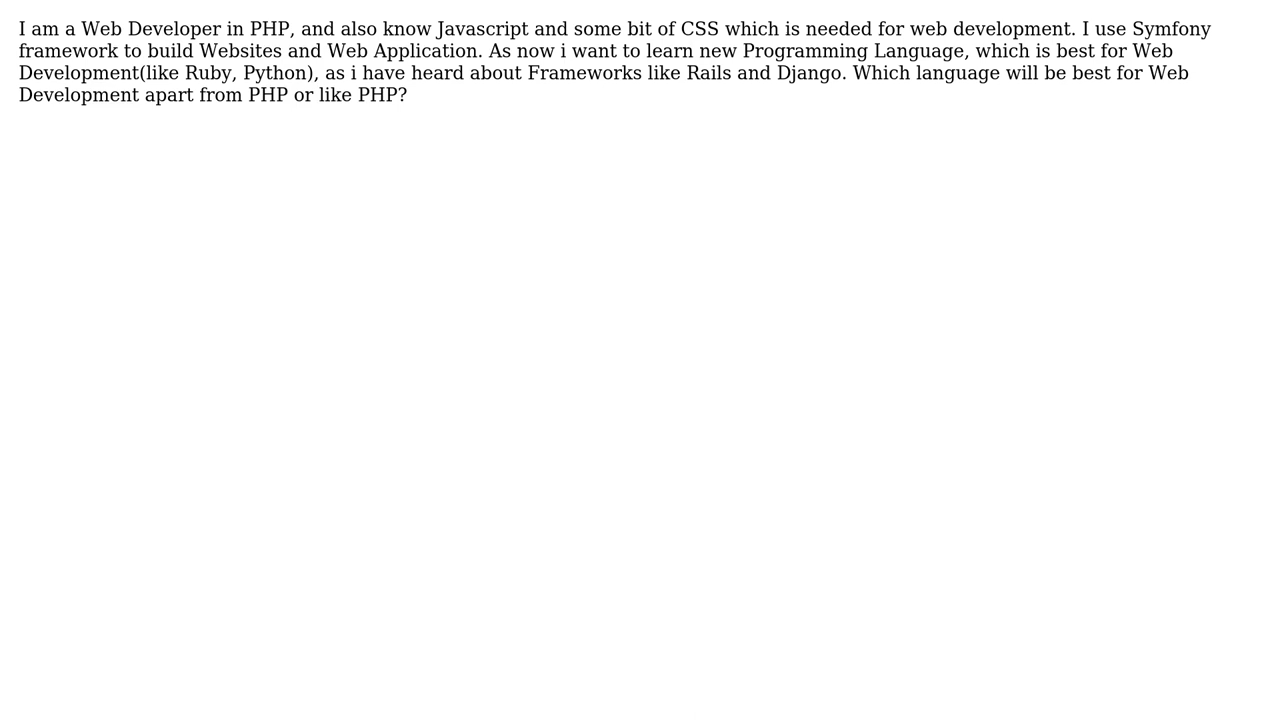 I am a Web Developer in PHP, and also know Javascript and some bit of CSS which is needed for web development. I use Symfony
framework to build Websites and Web Application. As now i want to learn new Programming Language, which is best for Web
Development(like Ruby, Python), as i have heard about Frameworks like Rails and Django. Which language will be best for Web
Development apart from PHP or like PHP?